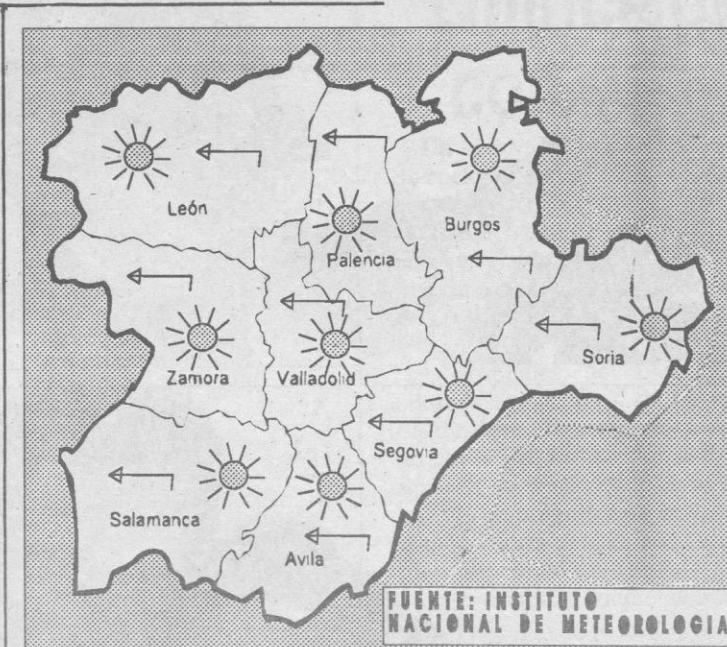 León
Palencia
Burgos
Zamora
Valladolid
Soria
Segovia
Salamanca
Avila
FUENTE: INSTITUTO
NACIONAL DE METEOROLOGIA